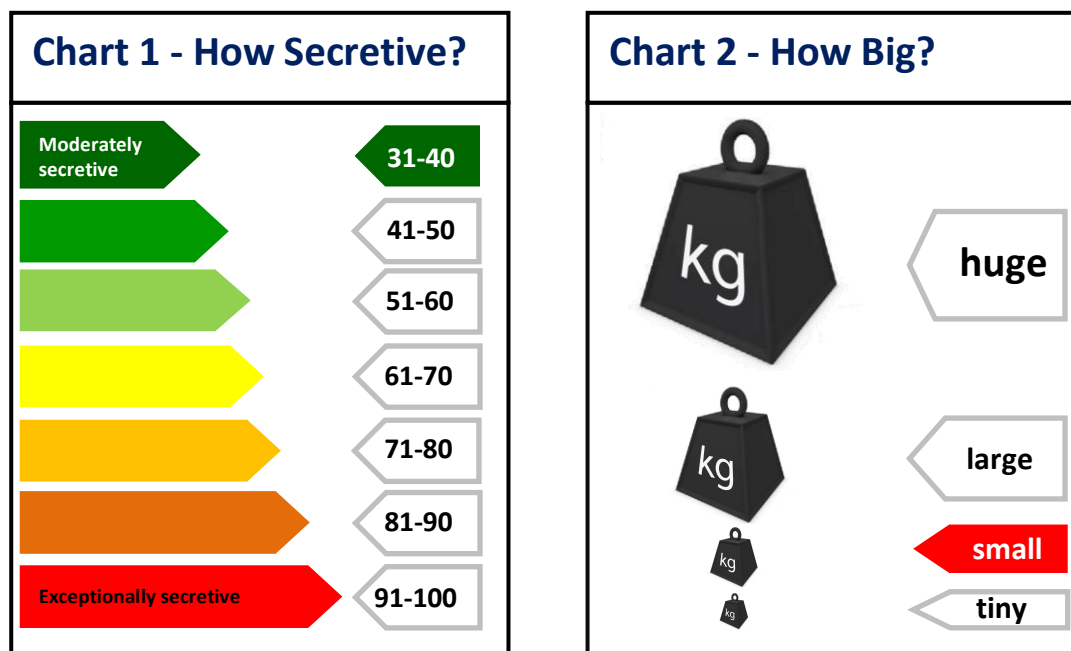 Chart 1 - How Secretive?
Moderately
secretive
31-40
41-50
51-60
61-70
71-80
81-90
Exceptionally secretive
91-100
Chart 2 - How Big?
kg
huge
kg
large
kg
small
kg
tiny